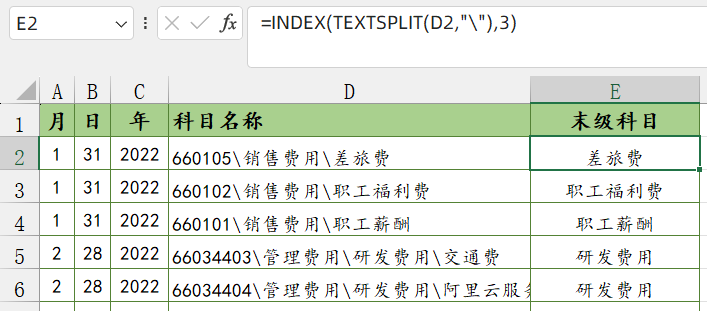 E2 fx =INDEX(TEXTSPLIT(D2,"\"),3)
A B C D E
1 月 日 年 科目名称 末级科目
2 1 31 2022 660105\销售费用\差旅费 差旅费
3 1 31 2022 660102\销售费用\职工福利费 职工福利费
4 1 31 2022 660101\销售费用\职工薪酬 职工薪酬
5 2 28 2022 66034403\管理费用\研发费用\交通费 研发费用
6 2 28 2022 66034404\管理费用\研发费用\阿里云服务 研发费用